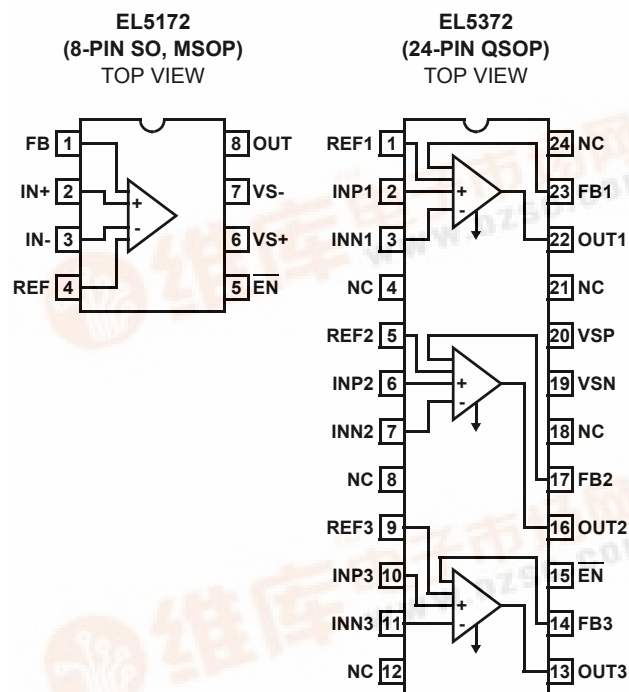 EL5172
(8-PIN SO, MSOP)
TOP VIEW
FB 1
IN+ 2
IN- 3
REF 4
8 OUT
7 VS-
6 VS+
5 EN
+
-
EL5372
(24-PIN QSOP)
TOP VIEW
REF1 1
INP1 2
INN1 3
NC 4
REF2 5
INP2 6
INN2 7
NC 8
REF3 9
INP3 10
INN3 11
NC 12
24 NC
23 FB1
22 OUT1
21 NC
20 VSP
19 VSN
18 NC
17 FB2
16 OUT2
15 EN
14 FB3
13 OUT3
+
-
+
-
+
-
维库
维库